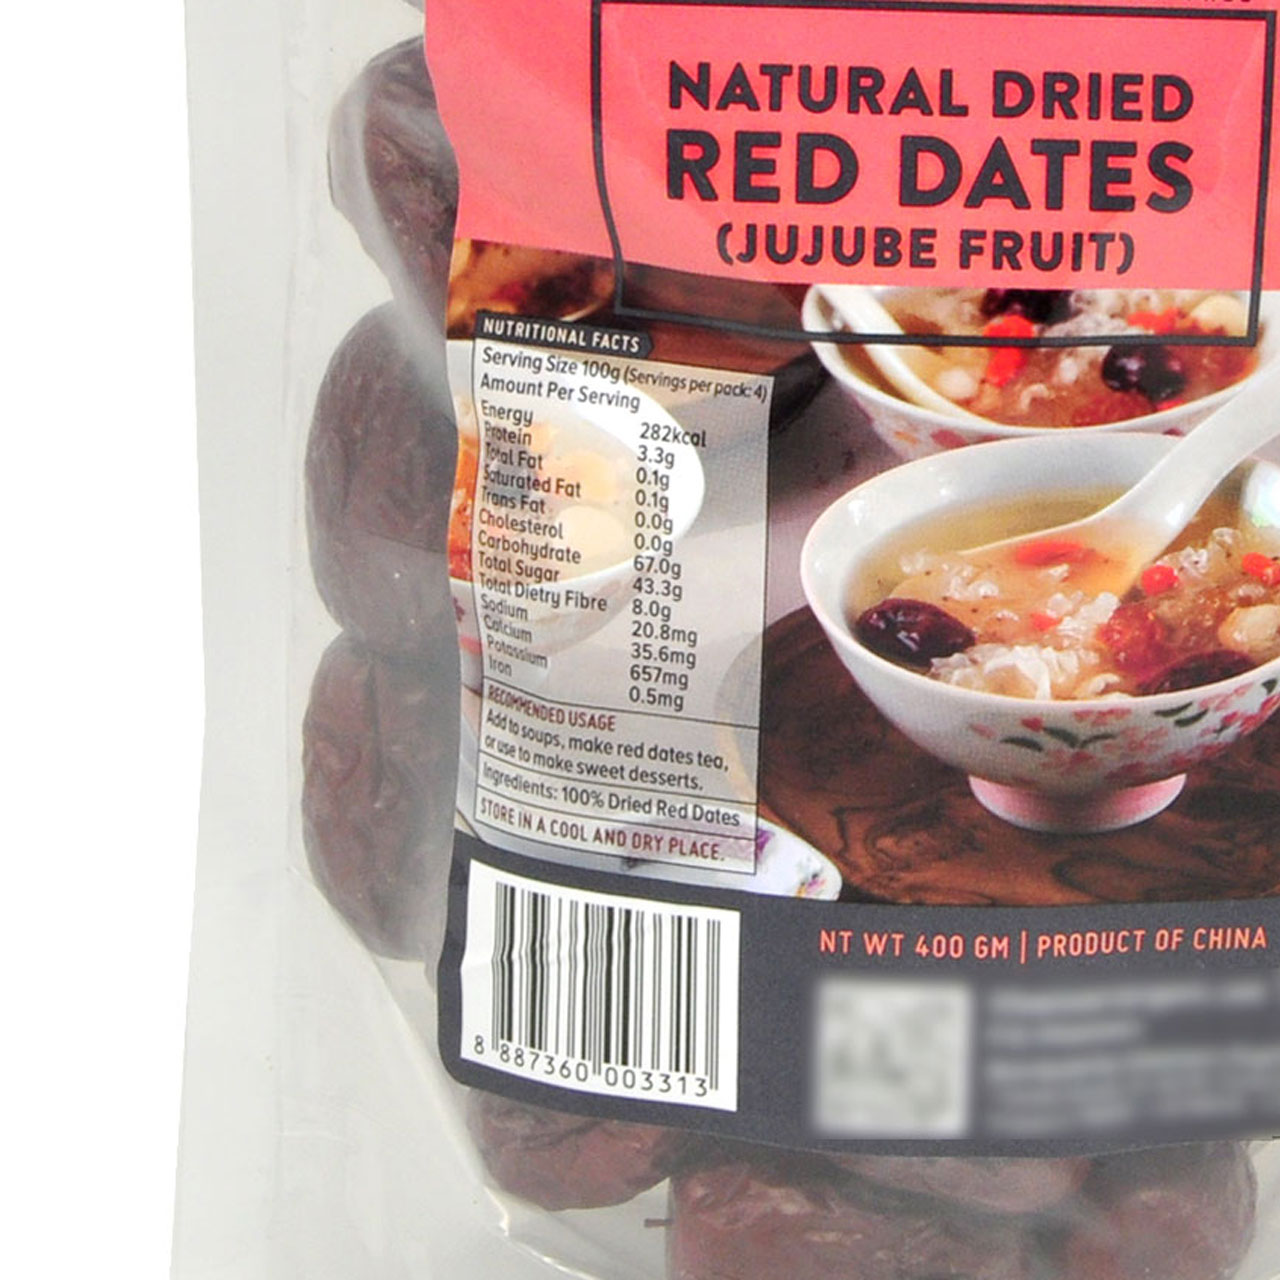 NATURAL DRIED
RED DATES
(JUJUBE FRUIT)
NUTRITIONAL FACTS
Serving Size 100g (Servings per pack: 4)
Amount Per Serving
Energy 282kcal
Protein 3.3g
Total Fat 0.1g
Saturated Fat 0.1g
Trans Fat 0.0g
Cholesterol 0.0g
Carbohydrate 67.0g
Total Sugar 43.3g
Total Dietry Fibre 8.0g
Sodium 20.8mg
Calcium 35.6mg
Potassium 657mg
Iron 0.5mg
RECOMMENDED USAGE
Add to soups, make red dates tea,
or use to make sweet desserts.
Ingredients: 100% Dried Red Dates
STORE IN A COOL AND DRY PLACE.
NT WT 400 GM | PRODUCT OF CHINA
8 887360 003313